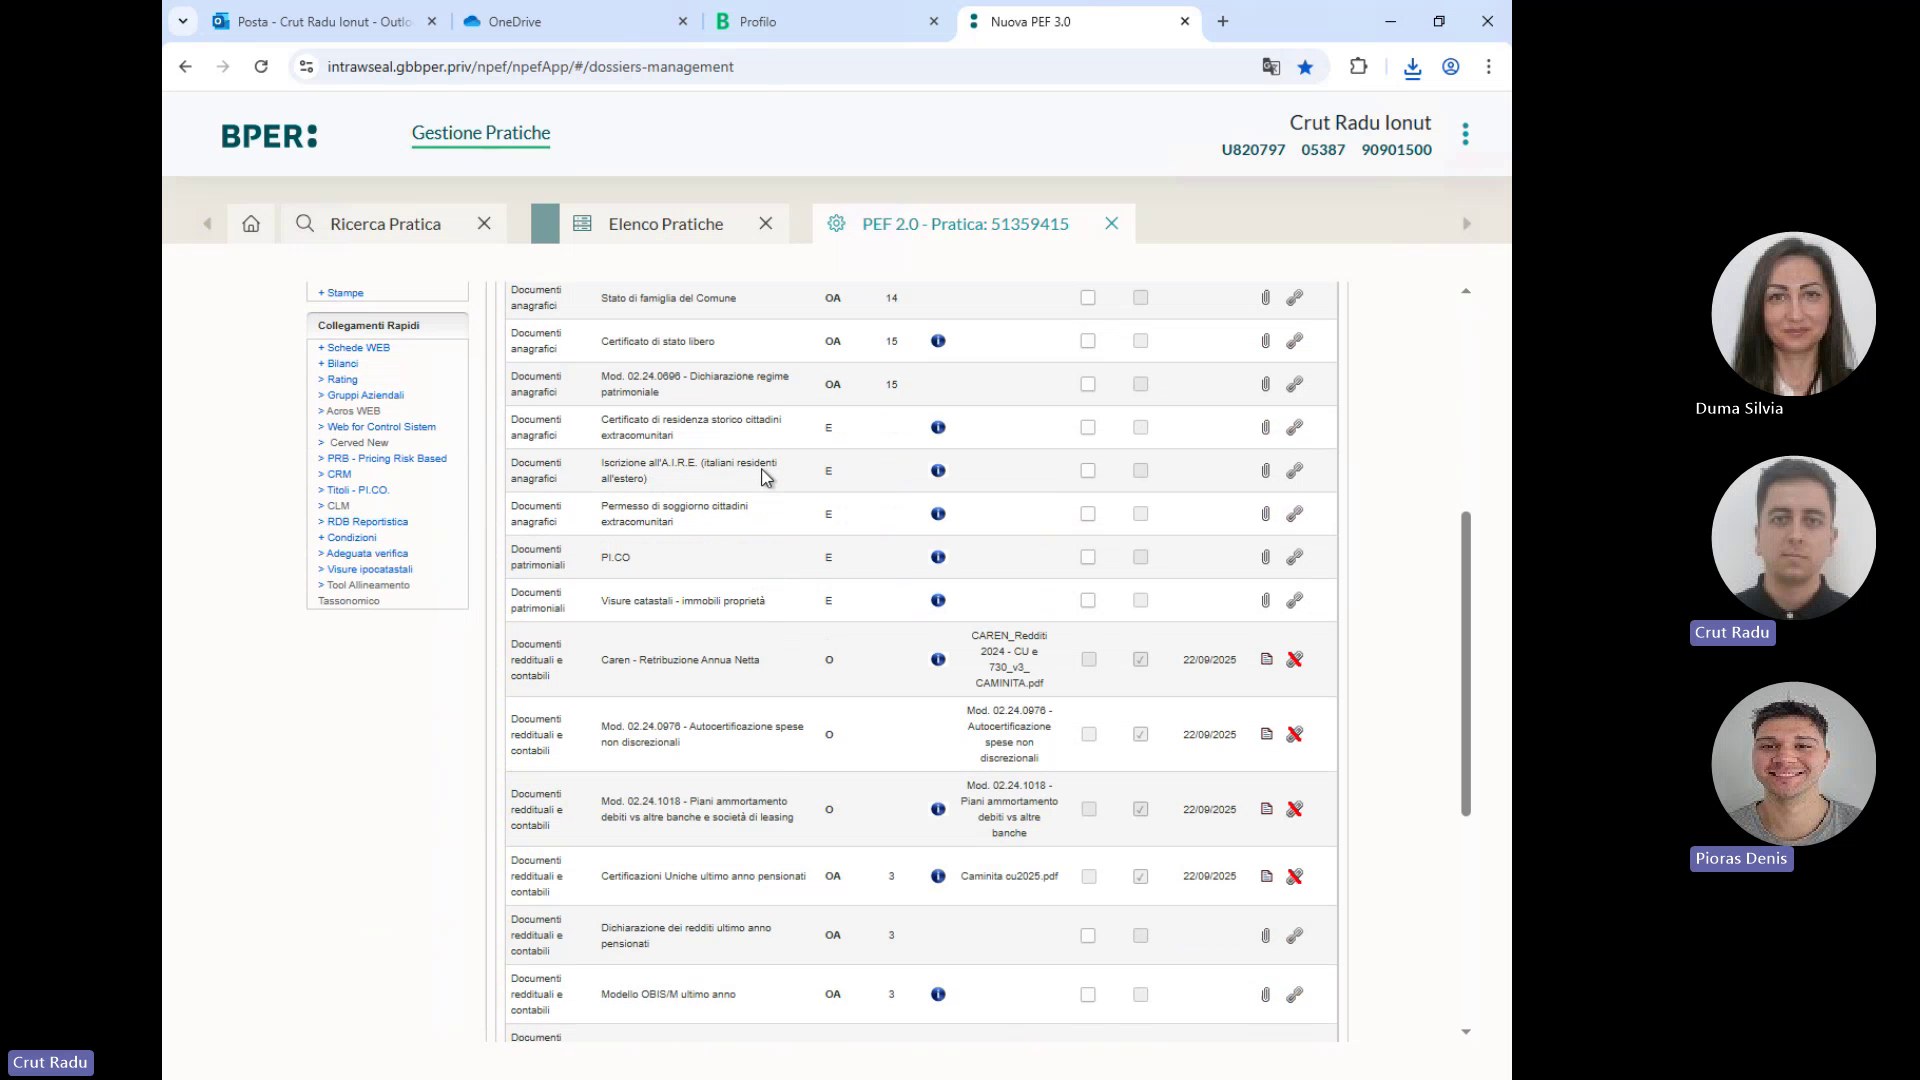 Posta - Crut Radu Ionut - Outlo
OneDrive
Profilo
Nuova PEF 3.0
intrawseal.gbbper.priv/npef/npefApp/#/dossiers-management
BPER:
Gestione Pratiche
Crut Radu Ionut
U820797 05387 90901500
Ricerca Pratica
Elenco Pratiche
PEF 2.0 - Pratica: 51359415
+ Stampe
Collegamenti Rapidi
+ Schede WEB
+ Bilanci
> Rating
> Gruppi Aziendali
> Acros WEB
> Web for Control Sistem
> Cerved New
> PRB - Pricing Risk Based
> CRM
> Titoli - PI.CO.
> CLM
> RDB Reportistica
+ Condizioni
> Adeguata verifica
> Visure ipocatastali
> Tool Allineamento
Tassonomico
Documenti
anagrafici
Stato di famiglia del Comune
OA
14
Documenti
anagrafici
Certificato di stato libero
OA
15
Documenti
anagrafici
Mod. 02.24.0696 - Dichiarazione regime
patrimoniale
OA
15
Documenti
anagrafici
Certificato di residenza storico cittadini
extracomunitari
E
Documenti
anagrafici
Iscrizione all'A.I.R.E. (italiani residenti
all'estero)
E
Documenti
anagrafici
Permesso di soggiorno cittadini
extracomunitari
E
Documenti
patrimoniali
PI.CO
E
Documenti
patrimoniali
Visure catastali - immobili proprietà
E
Documenti
reddituali e
contabili
Caren - Retribuzione Annua Netta
O
CAREN_Redditi
2024 - CU e
730_v3_
CAMINITA.pdf
22/09/2025
Documenti
reddituali e
contabili
Mod. 02.24.0976 - Autocertificazione spese
non discrezionali
O
Mod. 02.24.0976 -
Autocertificazione
spese non
discrezionali
22/09/2025
Documenti
reddituali e
contabili
Mod. 02.24.1018 - Piani ammortamento
debiti vs altre banche e società di leasing
O
Mod. 02.24.1018 -
Piani ammortamento
debiti vs altre
banche
22/09/2025
Documenti
reddituali e
contabili
Certificazioni Uniche ultimo anno pensionati
OA
3
Caminita cu2025.pdf
22/09/2025
Documenti
reddituali e
contabili
Dichiarazione dei redditi ultimo anno
pensionati
OA
3
Documenti
reddituali e
contabili
Modello OBIS/M ultimo anno
OA
3
Documenti
Duma Silvia
Crut Radu
Pioras Denis
Crut Radu